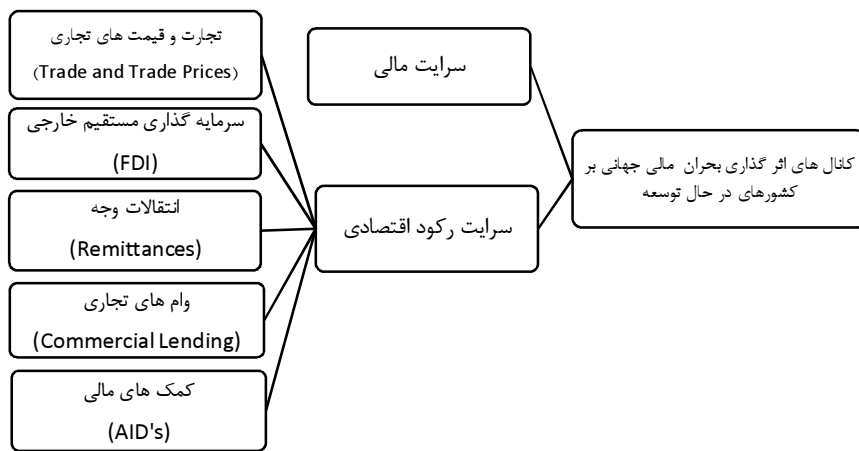 کانال های اثر گذاری بحران مالی جهانی بر
کشورهای در حال توسعه
سرایت مالی
سرایت رکود اقتصادی
تجارت و قیمت های تجاری
(Trade and Trade Prices)
سرمایه گذاری مستقیم خارجی
(FDI)
انتقالات وجه
(Remittances)
وام های تجاری
(Commercial Lending)
کمک های مالی
(AID's)